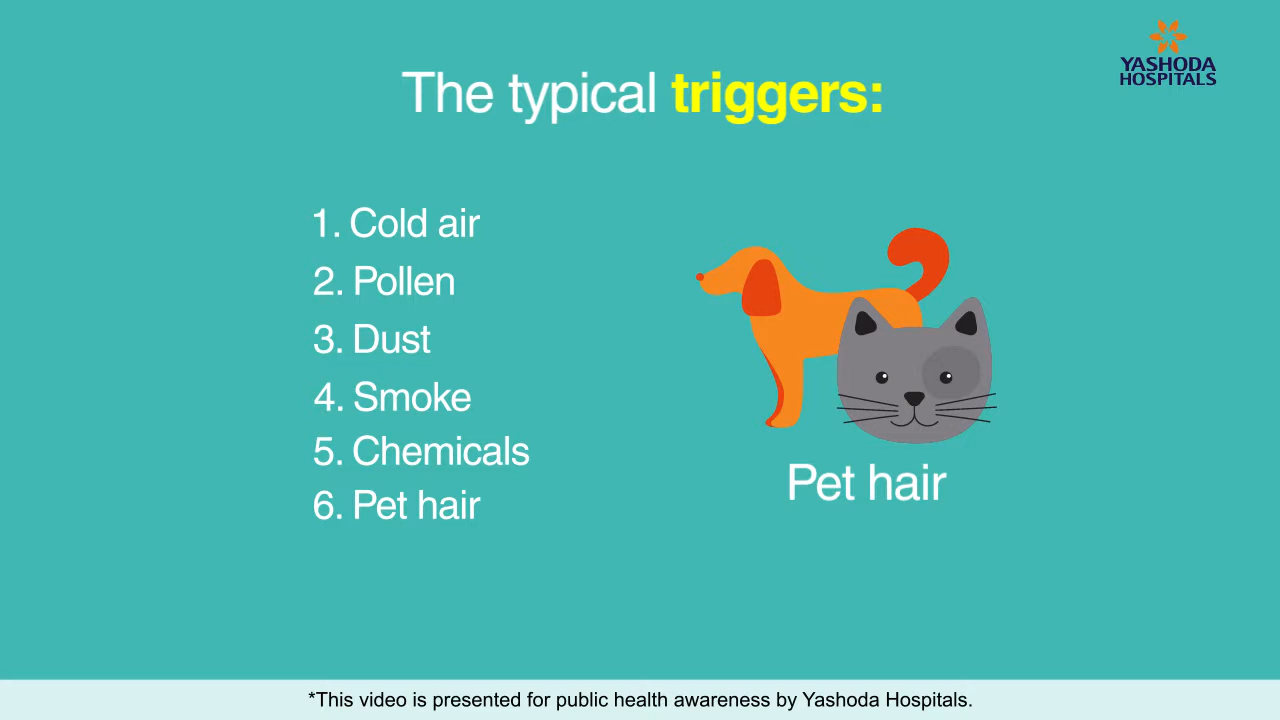 YASHODA
HOSPITALS
The typical triggers:
1. Cold air
2. Pollen
3. Dust
4. Smoke
5. Chemicals
6. Pet hair
Pet hair
*This video is presented for public health awareness by Yashoda Hospitals.